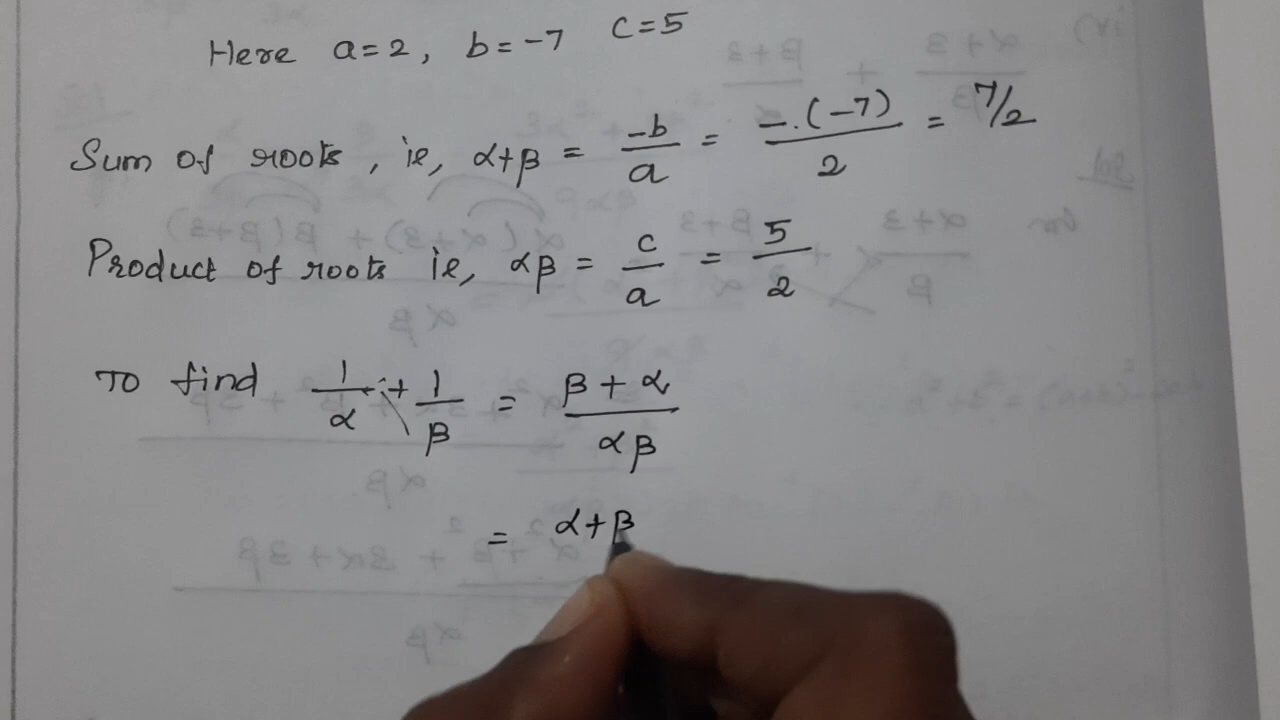 Here a=2, b=-7 c=5
Sum of roots, ie, α+β = -b/a = -.(-7)/2 = 7/2
Product of roots ie, αβ = c/a = 5/2
To find 1/α + 1/β = β+α/αβ
= α+β